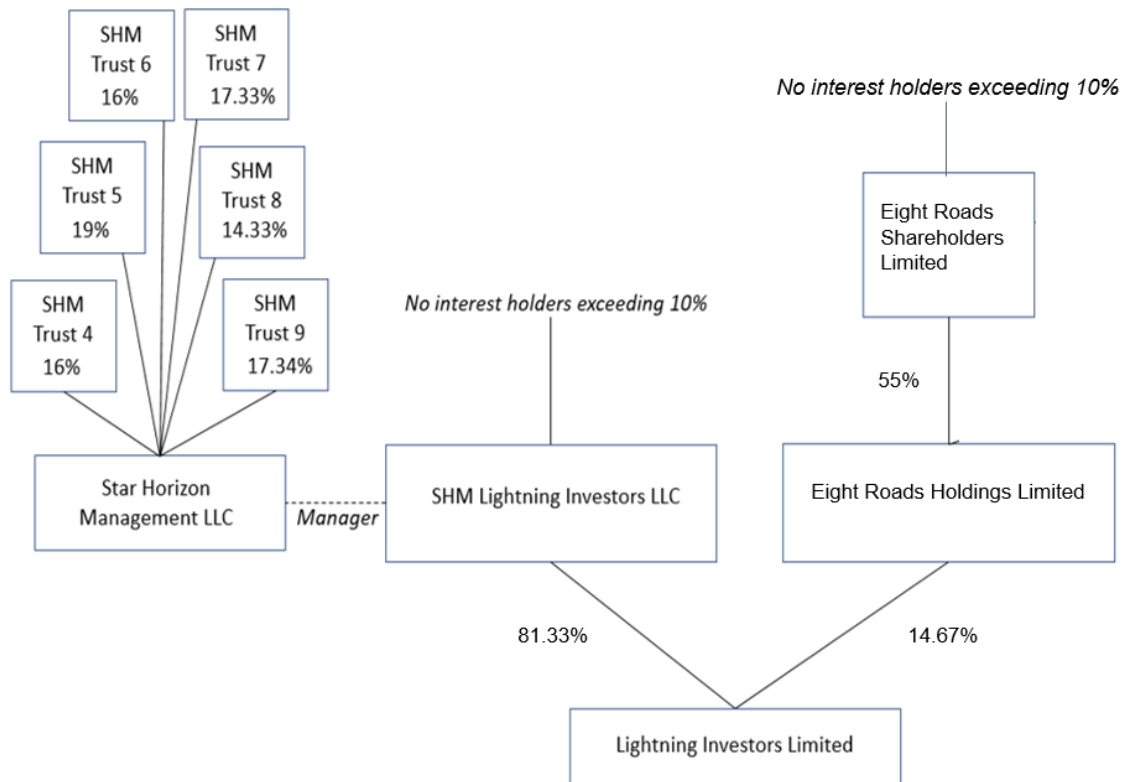 SHM
Trust 6
16%
SHM
Trust 7
17.33%
No interest holders exceeding 10%
SHM
Trust 5
19%
SHM
Trust 8
14.33%
Eight Roads
Shareholders
Limited
SHM
Trust 4
16%
SHM
Trust 9
17.34%
No interest holders exceeding 10%
55%
Star Horizon
Management LLC
Manager
SHM Lightning Investors LLC
Eight Roads Holdings Limited
81.33%
14.67%
Lightning Investors Limited